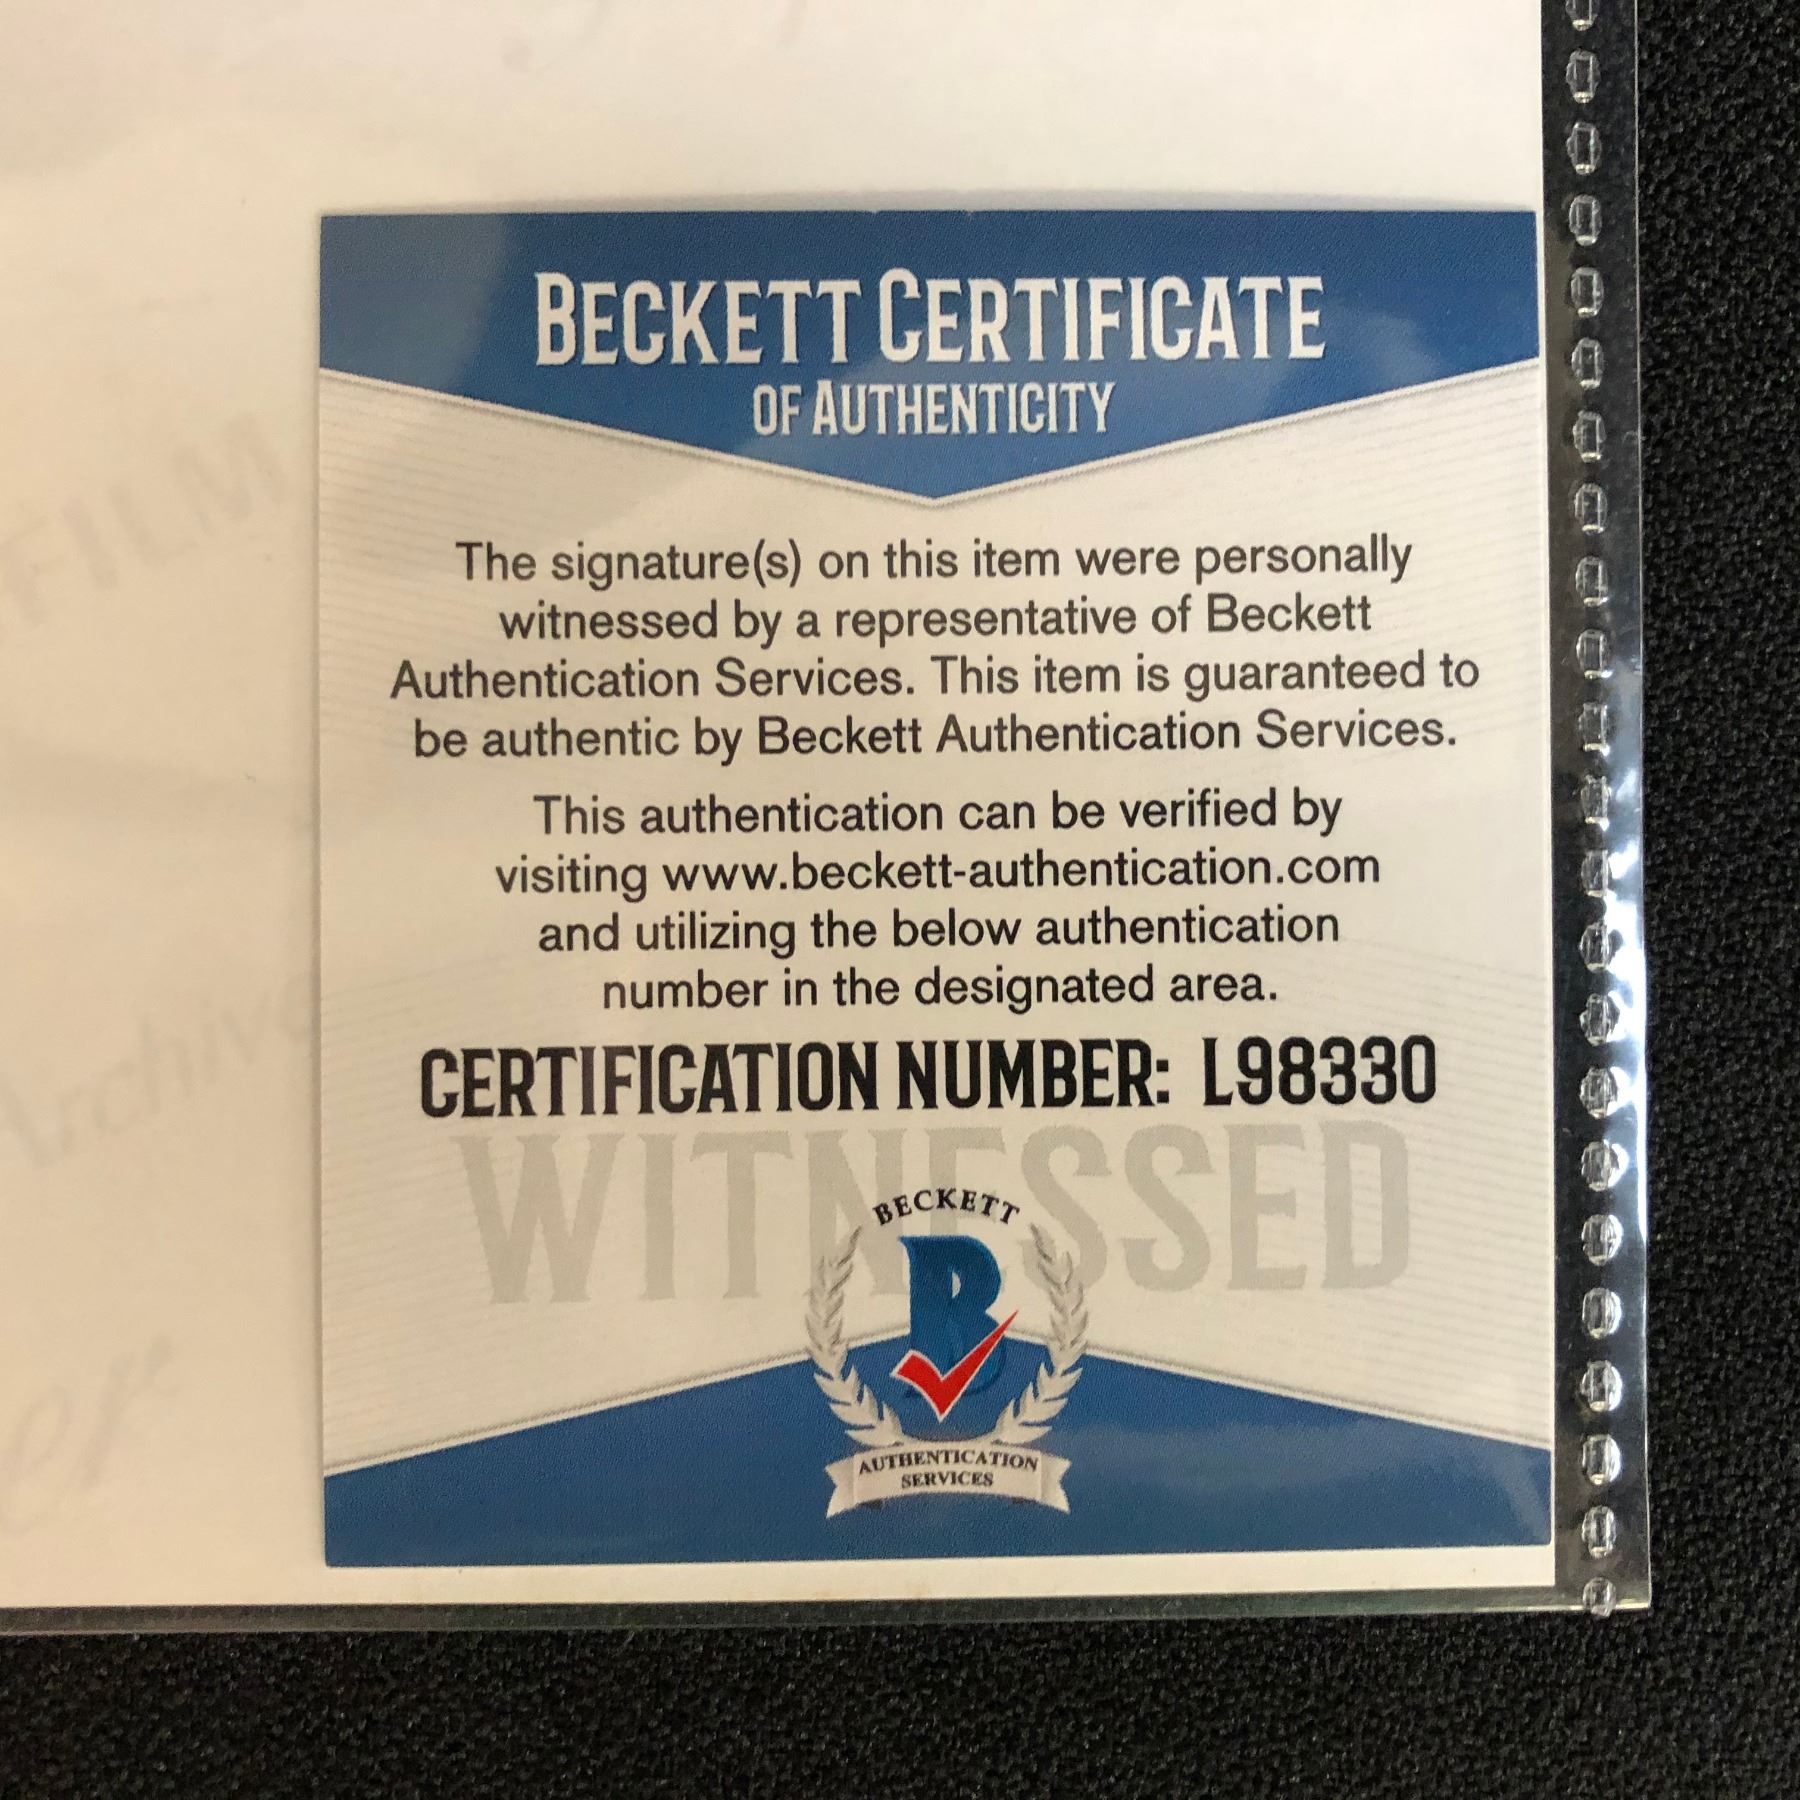 BECKETT CERTIFICATE
OF AUTHENTICITY
The signature(s) on this item were personally
witnessed by a representative of Beckett
Authentication Services. This item is guaranteed to
be authentic by Beckett Authentication Services.
This authentication can be verified by
visiting www.beckett-authentication.com
and utilizing the below authentication
number in the designated area.
CERTIFICATION NUMBER: L98330
WITNESSED
BECKETT
B
AUTHENTICATION
SERVICES
FILM